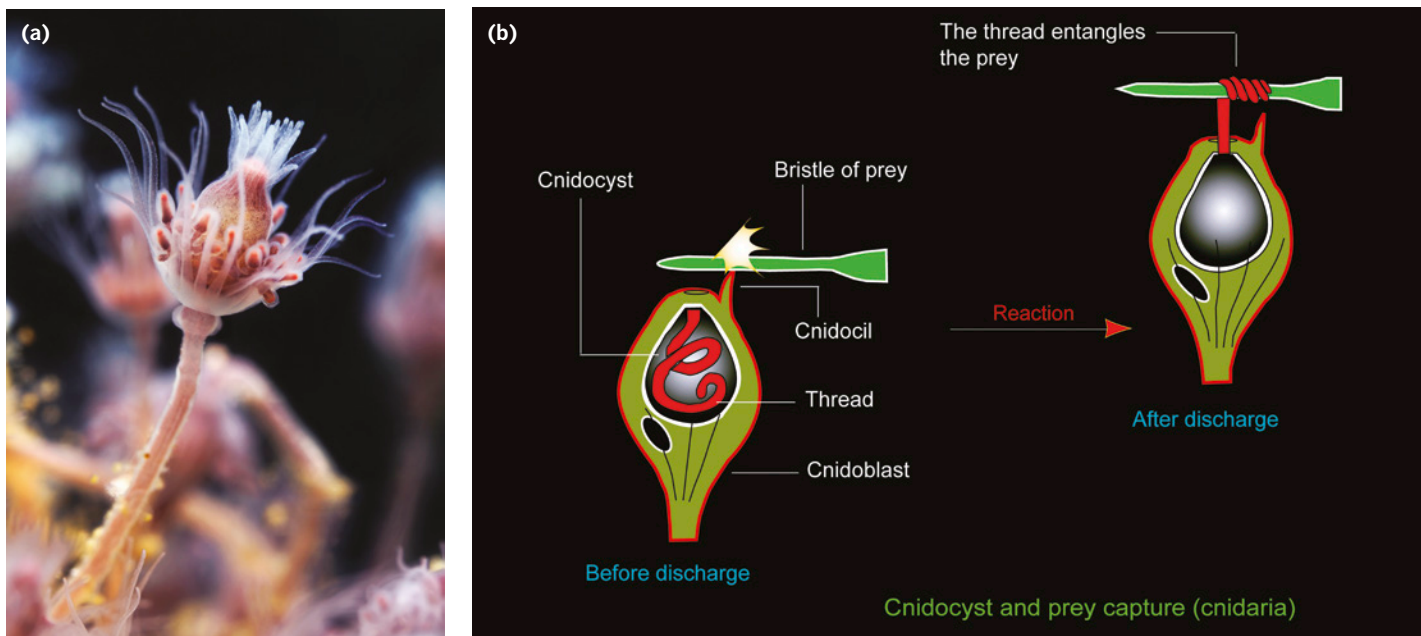 (a)
(b)
The thread entangles
the prey
Cnidocyst
Bristle of prey
Cnidocil
Reaction
Thread
After discharge
Cnidoblast
Before discharge
Cnidocyst and prey capture (cnidaria)